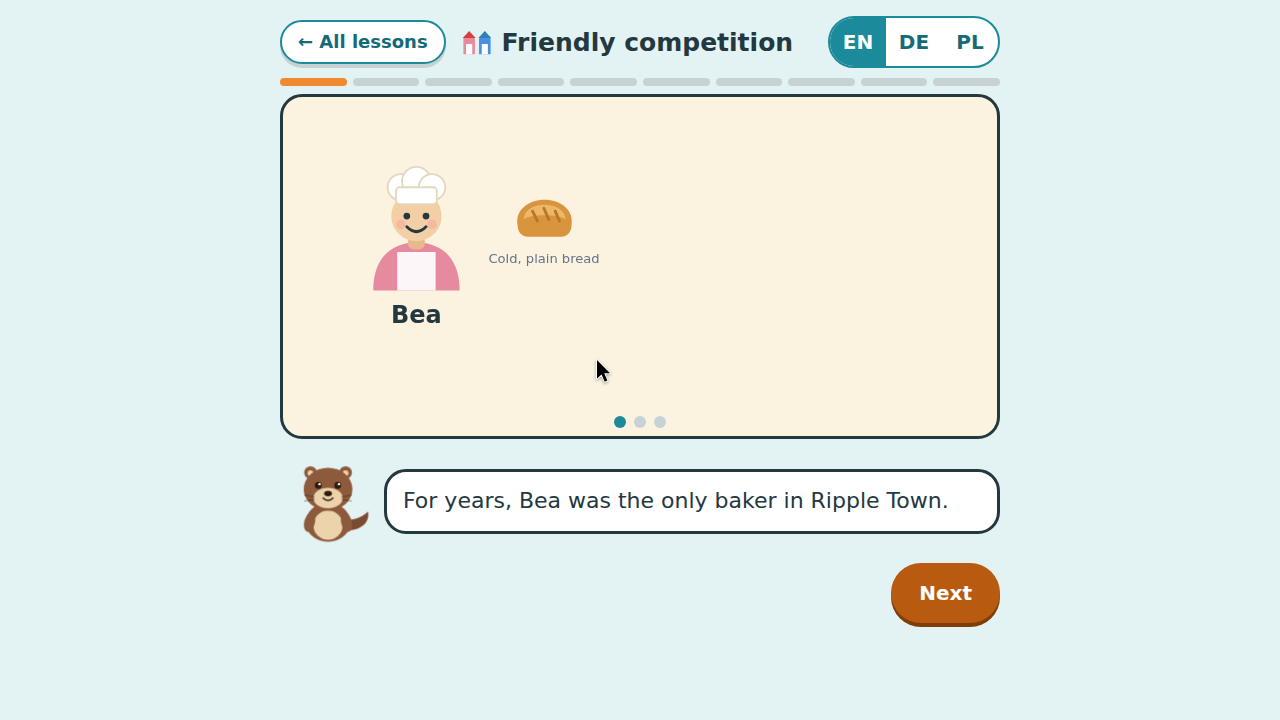 ← All lessons
Friendly competition
EN DE PL
Cold, plain bread
Bea
For years, Bea was the only baker in Ripple Town.
Next